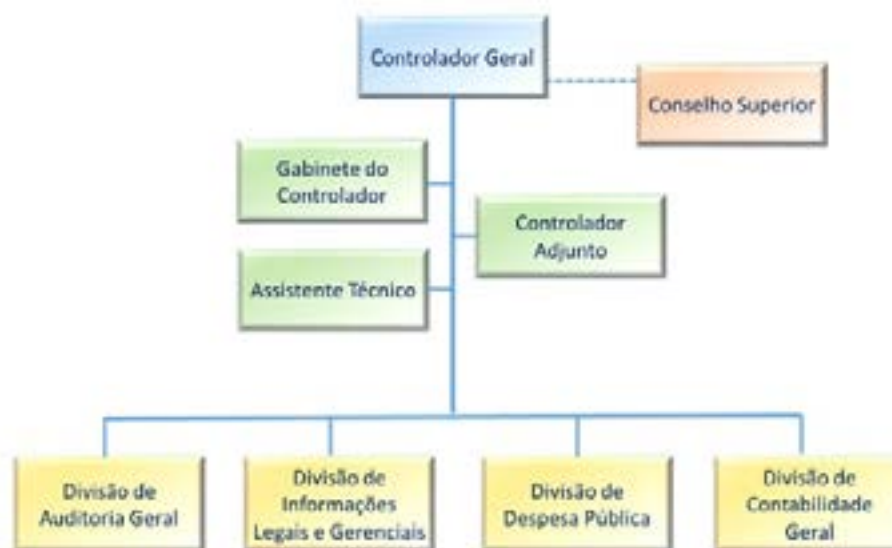 Controlador Geral
Conselho Superior
Gabinete do
Controlador
Controlador
Adjunto
Assistente Técnico
Divisão de
Auditoria Geral
Divisão de
Informações
Legais e Gerenciais
Divisão de
Despesa Pública
Divisão de
Contabilidade
Geral